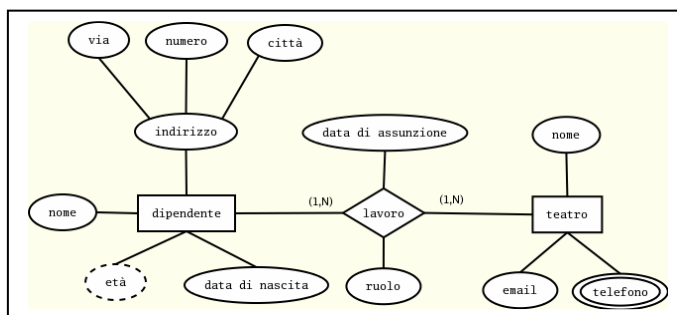 via
numero
città
indirizzo
data di assunzione
nome
nome
dipendente
(1,N)
lavoro
(1,N)
teatro
età
data di nascita
ruolo
email
telefono